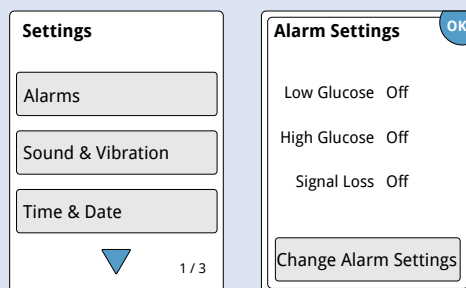 Settings
Alarms
Sound & Vibration
Time & Date
1 / 3
Alarm Settings
OK
Low Glucose Off
High Glucose Off
Signal Loss Off
Change Alarm Settings